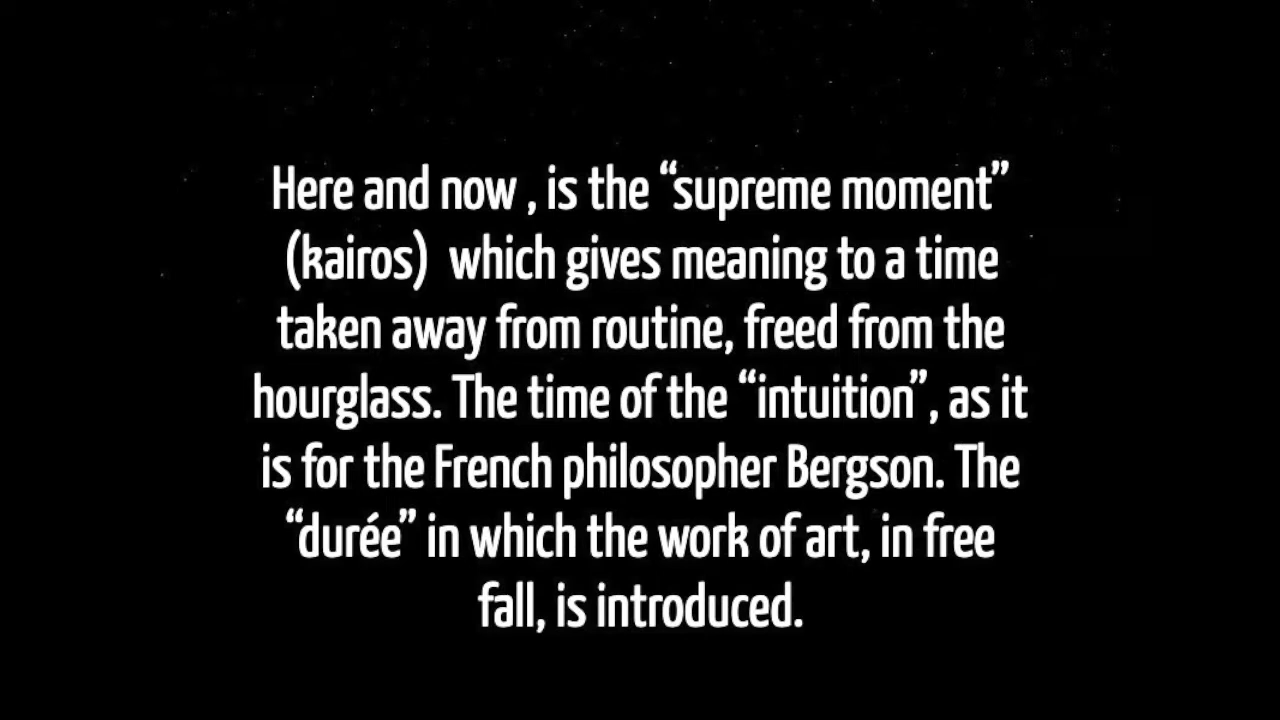 Here and now , is the “supreme moment”
(kairos)  which gives meaning to a time
taken away from routine, freed from the
hourglass. The time of the “intuition”, as it
is for the French philosopher Bergson. The
“durée” in which the work of art, in free
fall, is introduced.